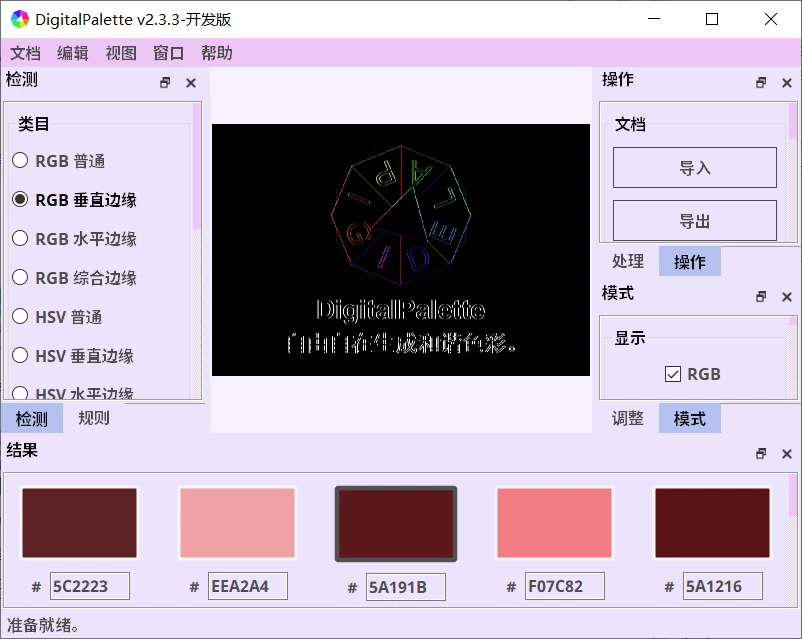 DigitalPalette v2.3.3-开发版
文档 编辑 视图 窗口 帮助
检测
类目
RGB 普通
RGB 垂直边缘
RGB 水平边缘
RGB 综合边缘
HSV 普通
HSV 垂直边缘
HSV 水平边缘
检测 规则
DIGITAL PA
DigitalPalette
自由自在生成和谐色彩。
操作
文档
导入
导出
处理 操作
模式
显示
RGB
调整 模式
结果
# 5C2223
# EEA2A4
# 5A191B
# F07C82
# 5A1216
准备就绪。